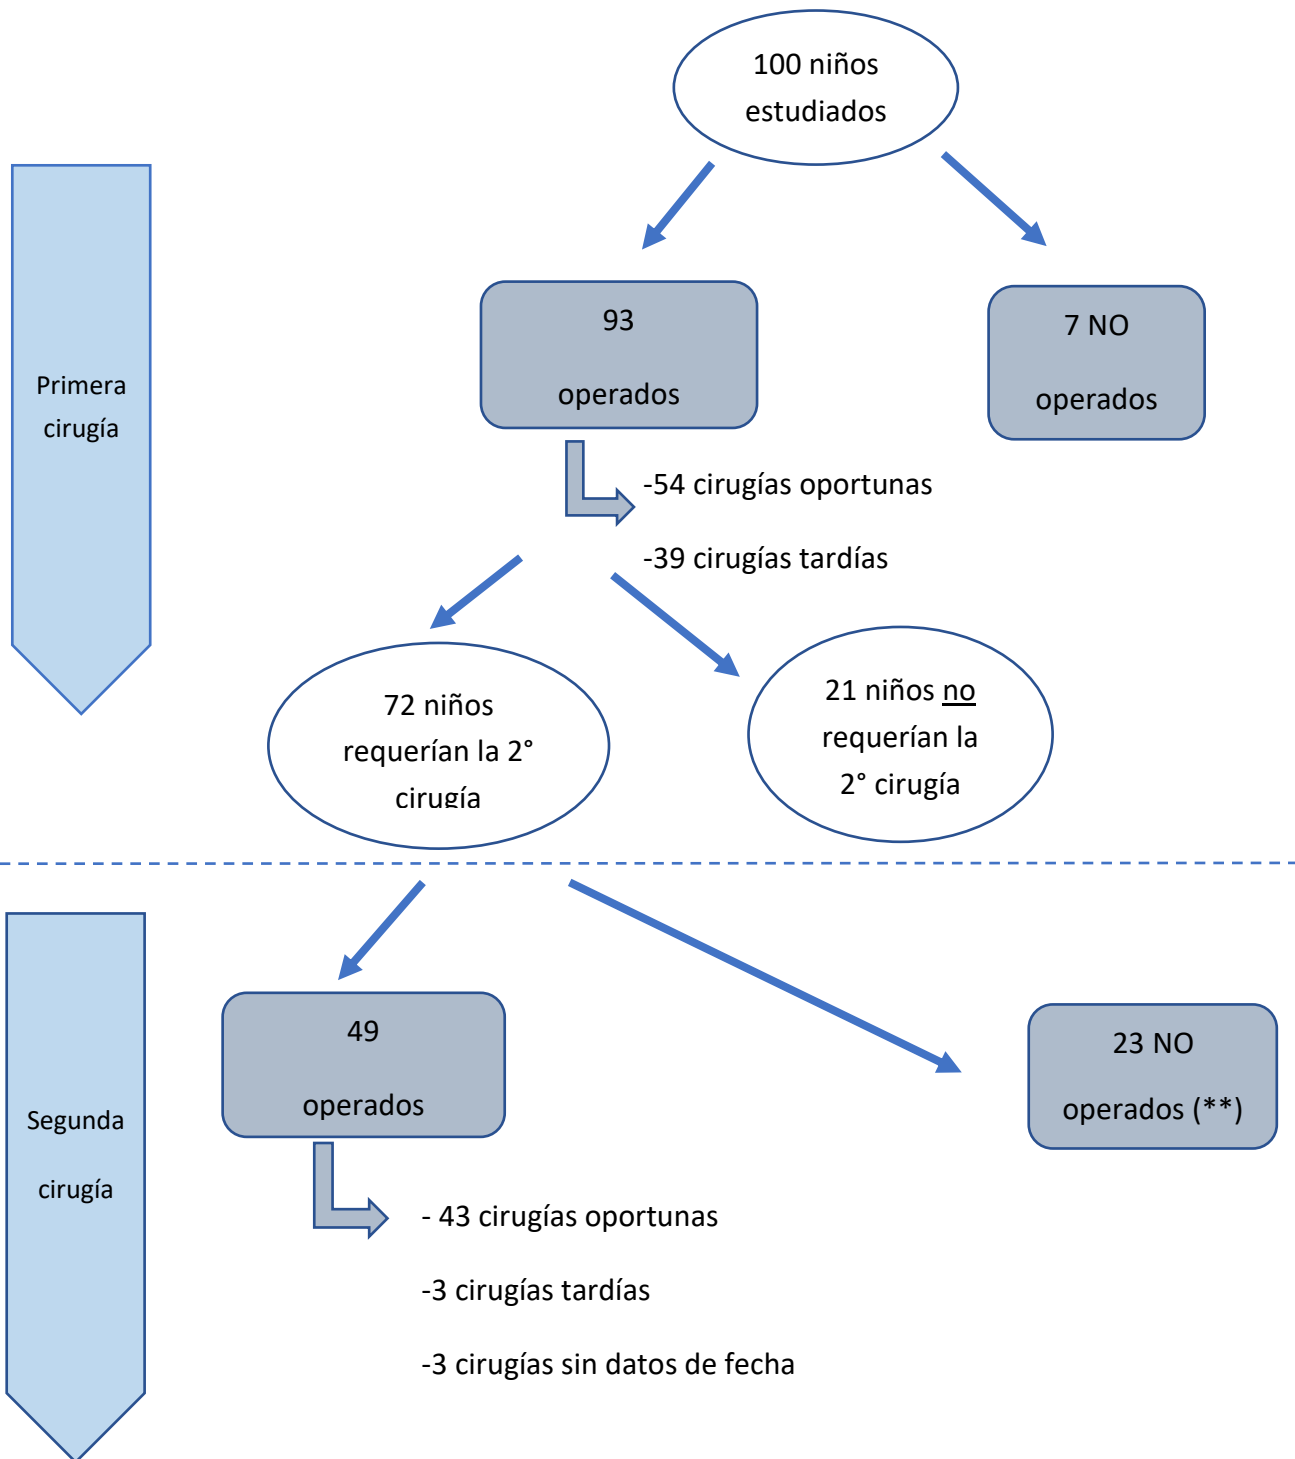 100 niños
estudiados
Primera
cirugía
93
operados
7 NO
operados
-54 cirugías oportunas
-39 cirugías tardías
72 niños
requerían la 2°
cirugía
21 niños no
requerían la
2° cirugía
Segunda
cirugía
49
operados
23 NO
operados (**)
- 43 cirugías oportunas
-3 cirugías tardías
-3 cirugías sin datos de fecha